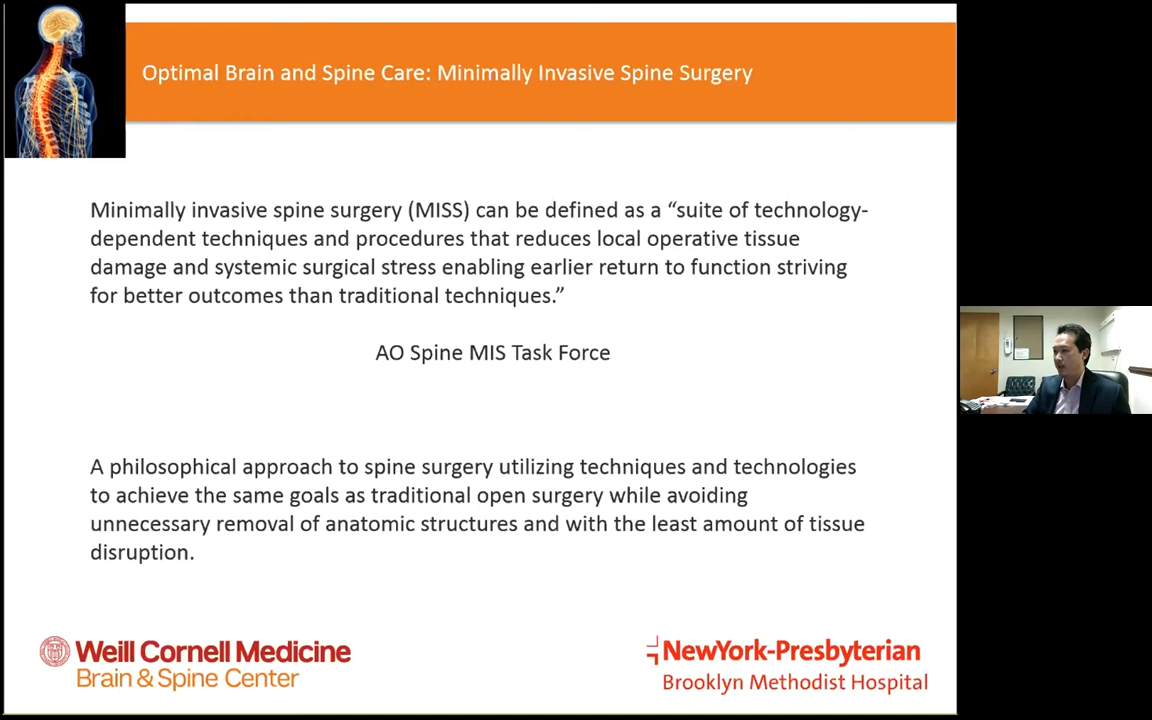 Optimal Brain and Spine Care: Minimally Invasive Spine Surgery
Minimally invasive spine surgery (MISS) can be defined as a “suite of technology-
dependent techniques and procedures that reduces local operative tissue
damage and systemic surgical stress enabling earlier return to function striving
for better outcomes than traditional techniques.”
AO Spine MIS Task Force
A philosophical approach to spine surgery utilizing techniques and technologies
to achieve the same goals as traditional open surgery while avoiding
unnecessary removal of anatomic structures and with the least amount of tissue
disruption.
Weill Cornell Medicine
Brain & Spine Center
NewYork-Presbyterian
Brooklyn Methodist Hospital